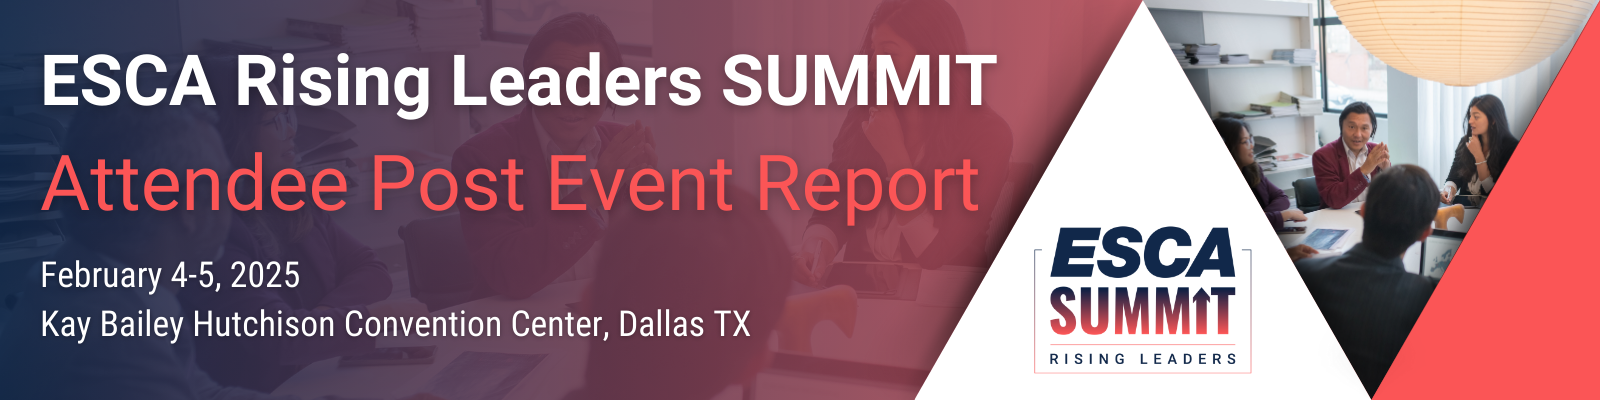 ESCA Rising Leaders SUMMIT
Attendee Post Event Report
February 4-5, 2025
Kay Bailey Hutchison Convention Center, Dallas TX
ESCA
SUMMIT
RISING LEADERS